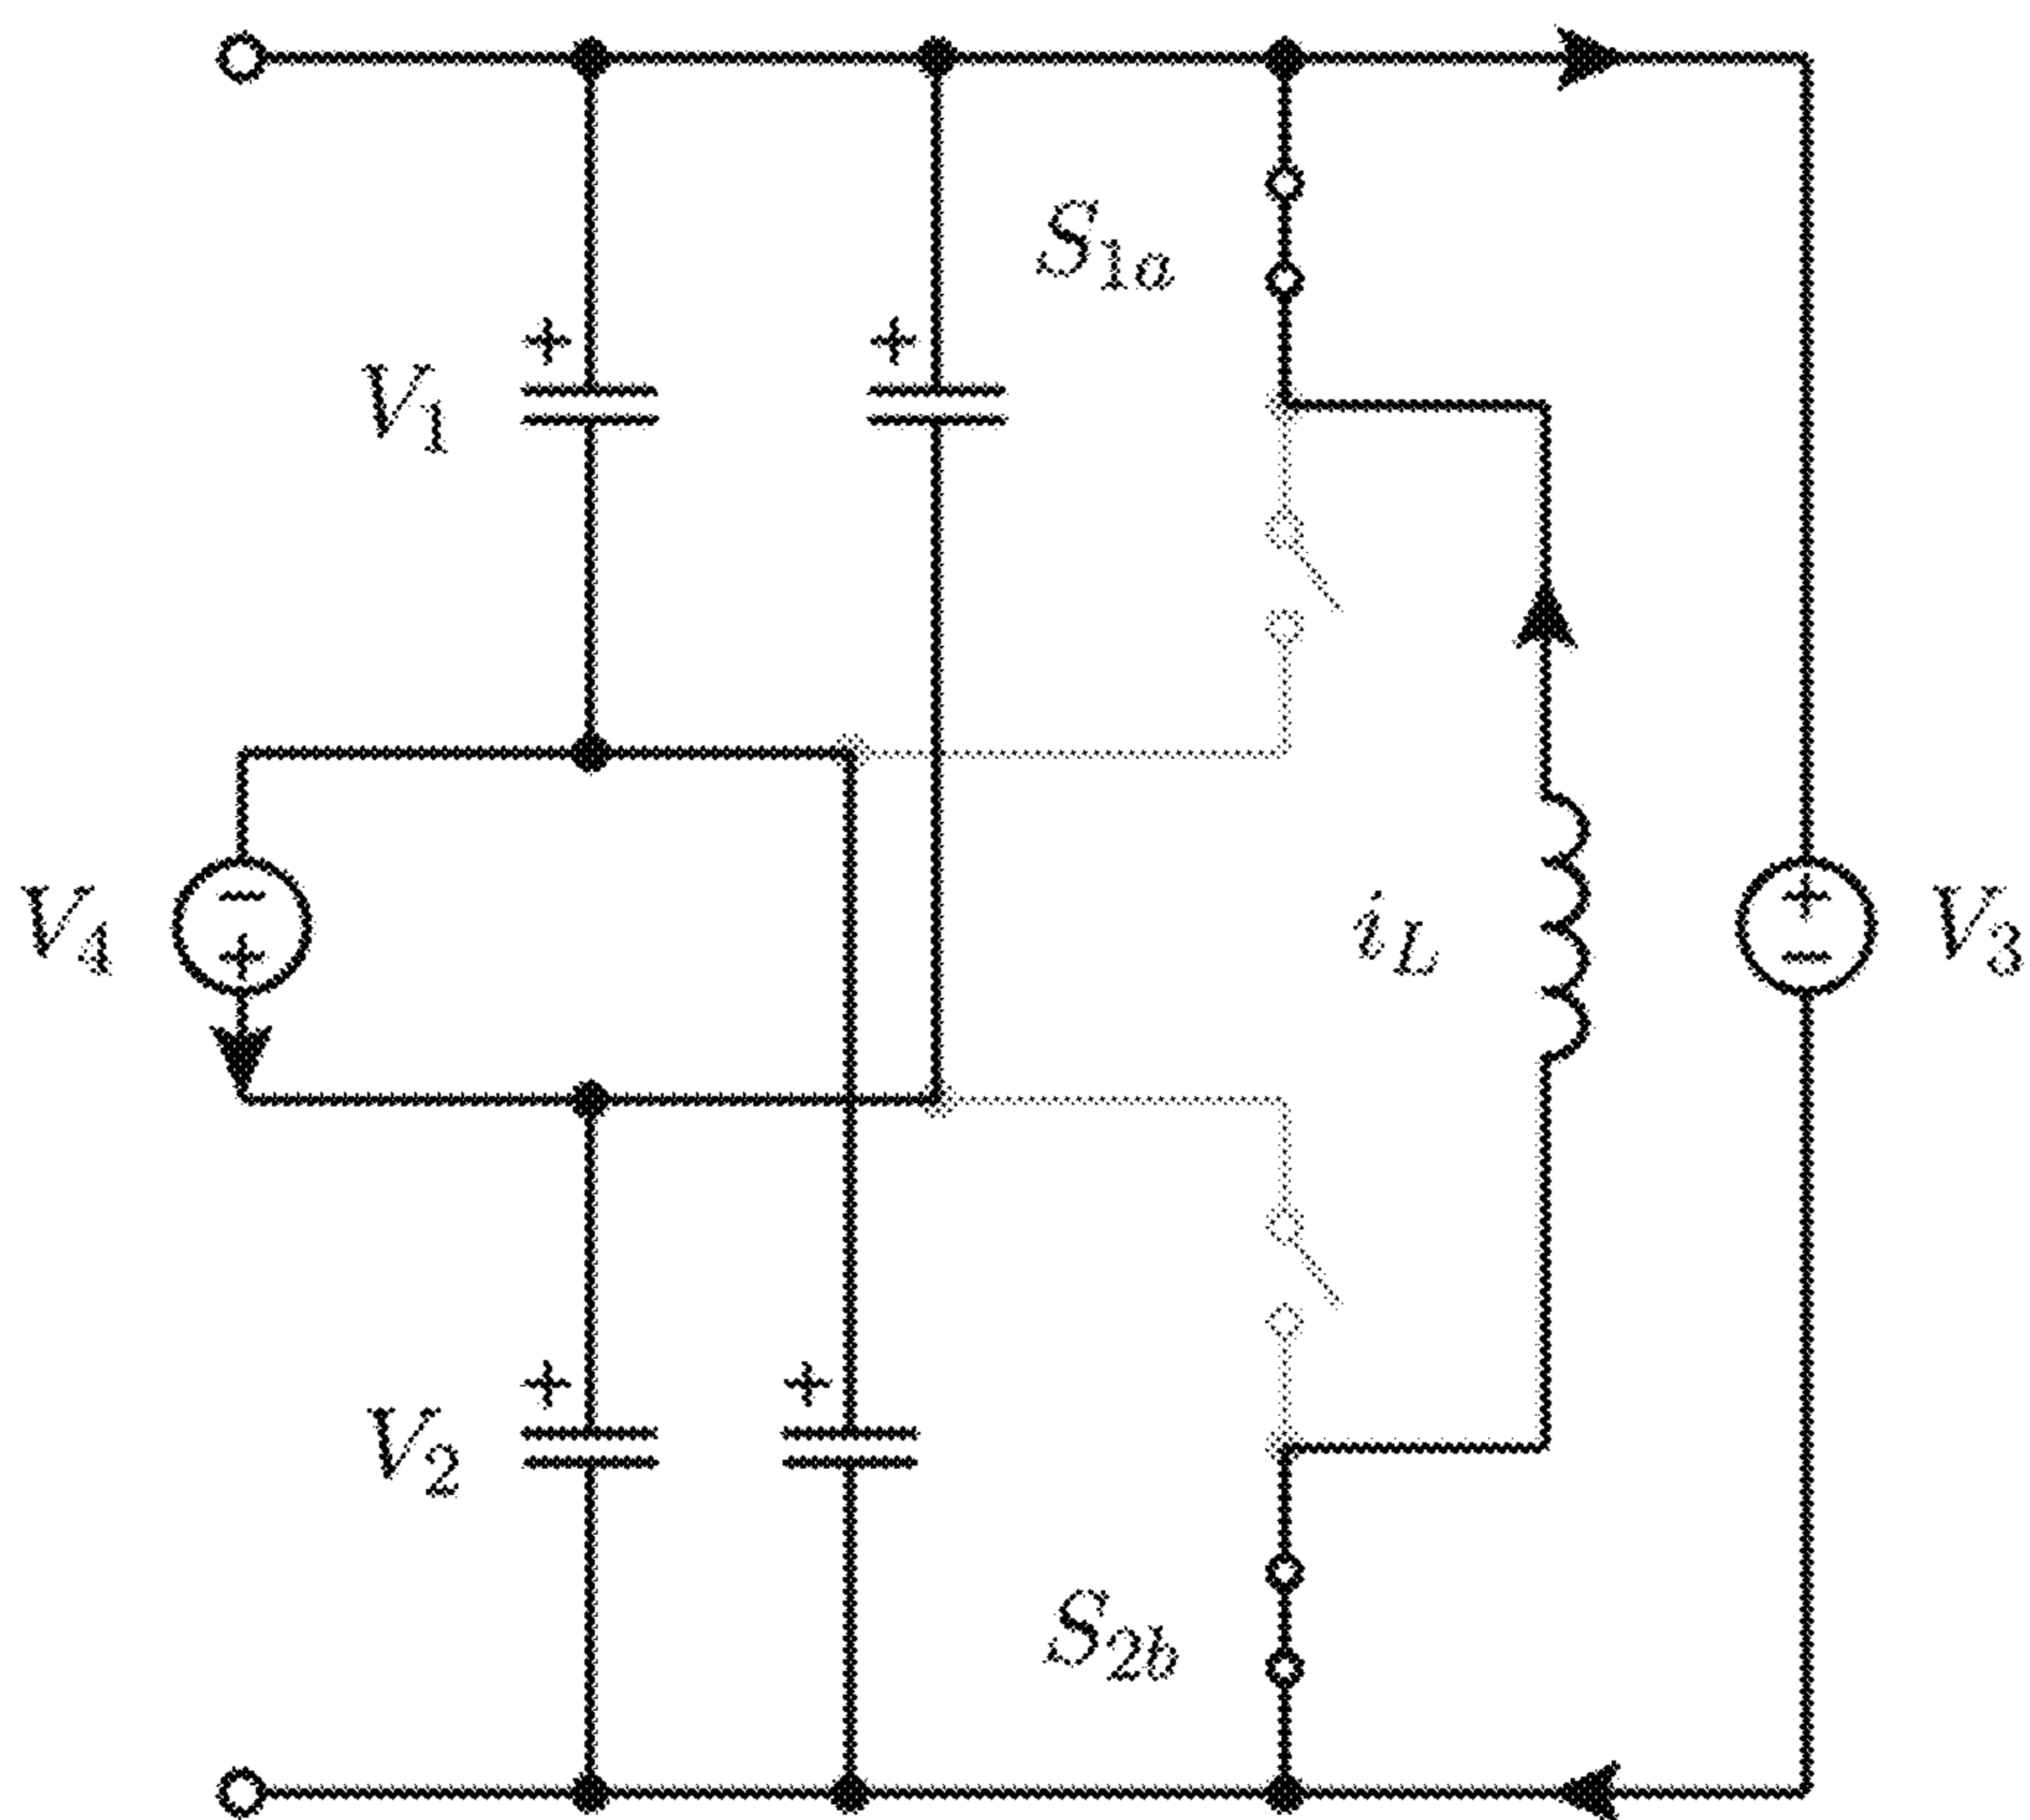 S1a
+
+
V1
V4
−
+
iL
+
−
V3
+
+
V2
S2b